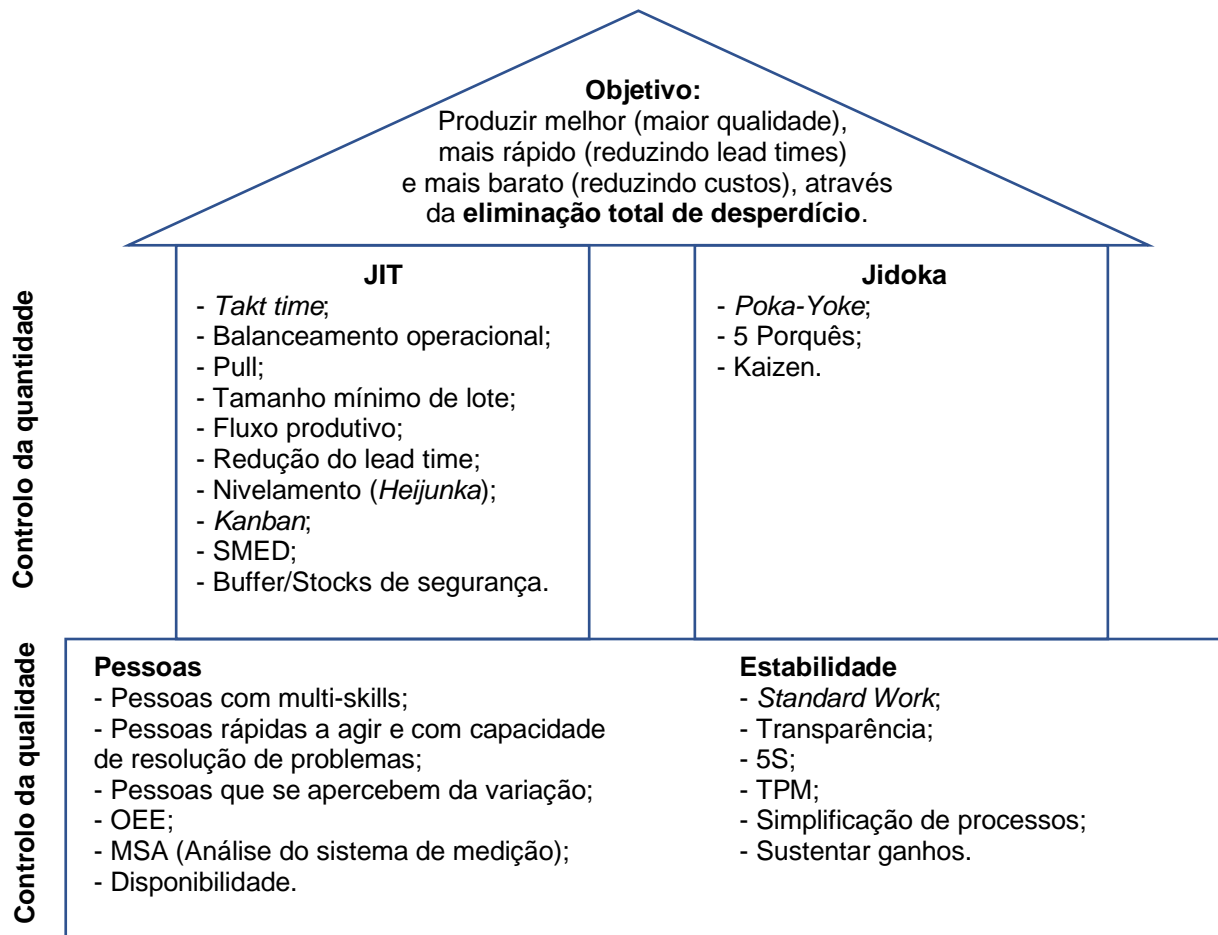 Objetivo:
Produzir melhor (maior qualidade),
mais rápido (reduzindo lead times)
e mais barato (reduzindo custos), através
da eliminação total de desperdício.
Controlo da quantidade
JIT
- Takt time;
- Balanceamento operacional;
- Pull;
- Tamanho mínimo de lote;
- Fluxo produtivo;
- Redução do lead time;
- Nivelamento (Heijunka);
- Kanban;
- SMED;
- Buffer/Stocks de segurança.
Jidoka
- Poka-Yoke;
- 5 Porquês;
- Kaizen.
Controlo da qualidade
Pessoas
- Pessoas com multi-skills;
- Pessoas rápidas a agir e com capacidade
de resolução de problemas;
- Pessoas que se apercebem da variação;
- OEE;
- MSA (Análise do sistema de medição);
- Disponibilidade.
Estabilidade
- Standard Work;
- Transparência;
- 5S;
- TPM;
- Simplificação de processos;
- Sustentar ganhos.